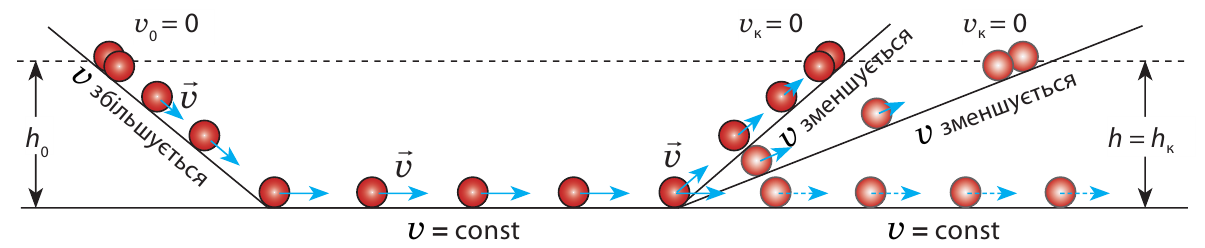 v₀ = 0
vₖ = 0
vₖ = 0
v збільшується
v⃗
h₀
v⃗
v⃗
v зменшується
v зменшується
h = hₖ
v = const
v = const